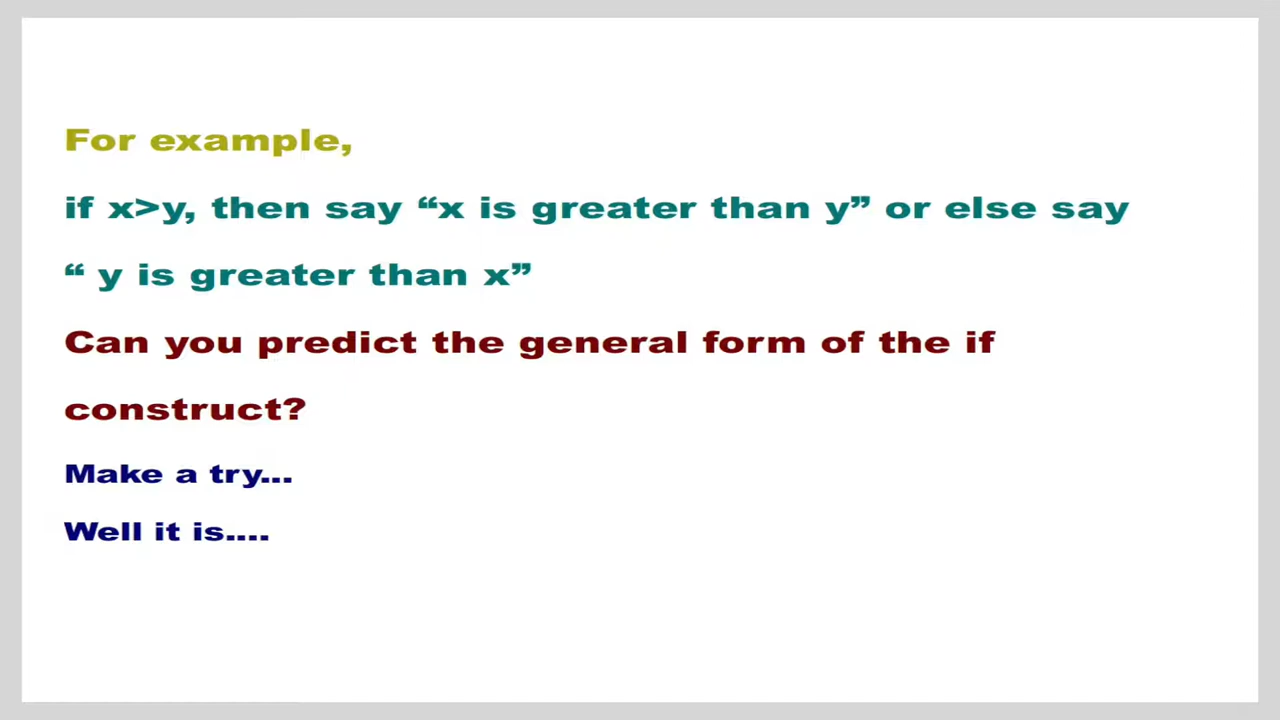 For example,
if x>y, then say “x is greater than y” or else say
“ y is greater than x”
Can you predict the general form of the if
construct?
Make a try...
Well it is....